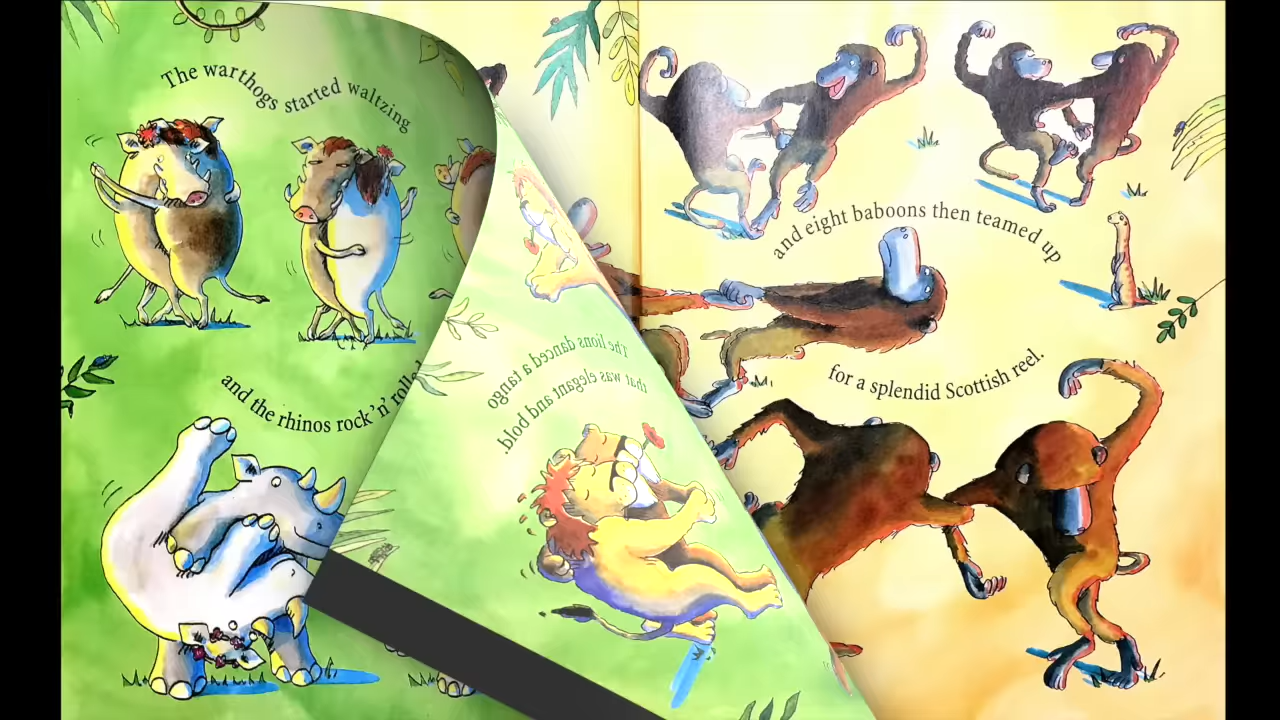 The warthogs started waltzing
and the rhinos rock'n'rolled
The lions danced a tango
that was elegant and bold.
and eight baboons then teamed up
for a splendid Scottish reel.